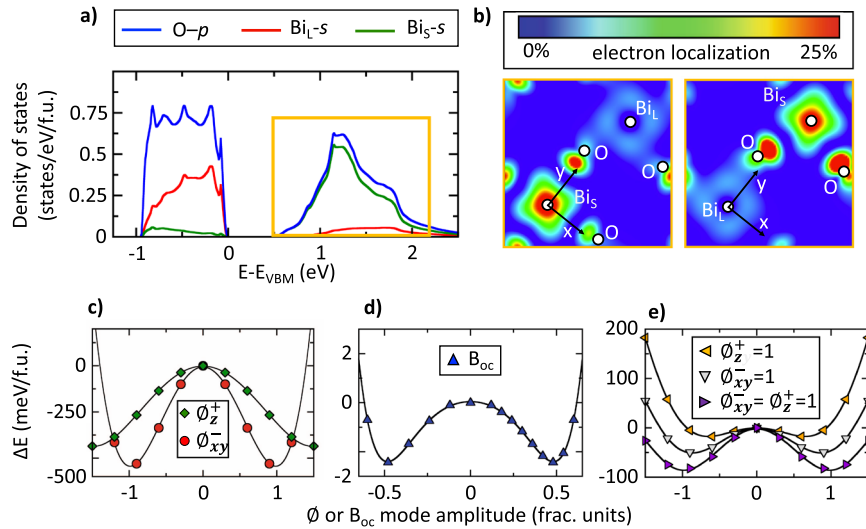 a)
O–p
Bi_L-s
Bi_S-s
Density of states
(states/eV/f.u.)
0.75
0.5
0.25
0
-1
0
1
2
E-E_VBM (eV)
b)
0%
electron localization
25%
Bi_L
O
y
O
Bi_S
x
O
Bi_S
O
y
O
Bi_L
x
c)
ΔE (meV/f.u.)
0
-250
-500
Ø_z^+
Ø_xy^-
-1
0
1
d)
2
0
-2
B_oc
-0.5
0.0
0.5
e)
200
100
0
-100
Ø_z^+=1
Ø_xy^-=1
Ø_xy^-= Ø_z^+=1
-1
0
1
Ø or B_oc mode amplitude (frac. units)